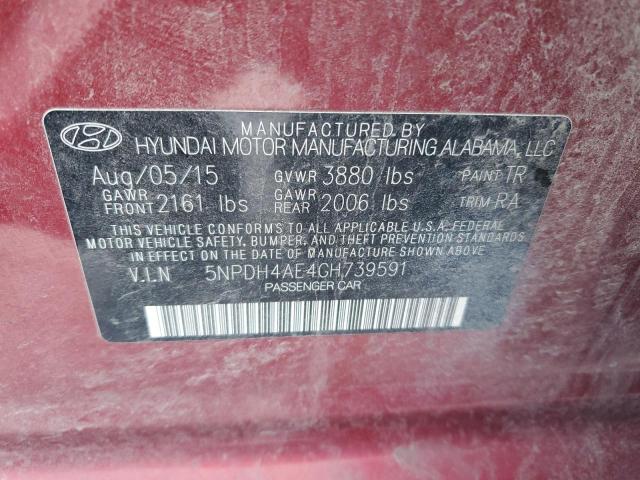 MANUFACTURED BY
HYUNDAI MOTOR MANUFACTURING ALABAMA, LLC
Aug/05/15 GVWR 3880 lbs PAINT TR
GAWR FRONT 2161 lbs GAWR REAR 2006 lbs TRIM RA
THIS VEHICLE CONFORMS TO ALL APPLICABLE U.S.A. FEDERAL
MOTOR VEHICLE SAFETY, BUMPER, AND THEFT PREVENTION STANDARDS
IN EFFECT ON THE DATE OF MANUFACTURE SHOWN ABOVE
V.I.N 5NPDH4AE4GH739591
PASSENGER CAR